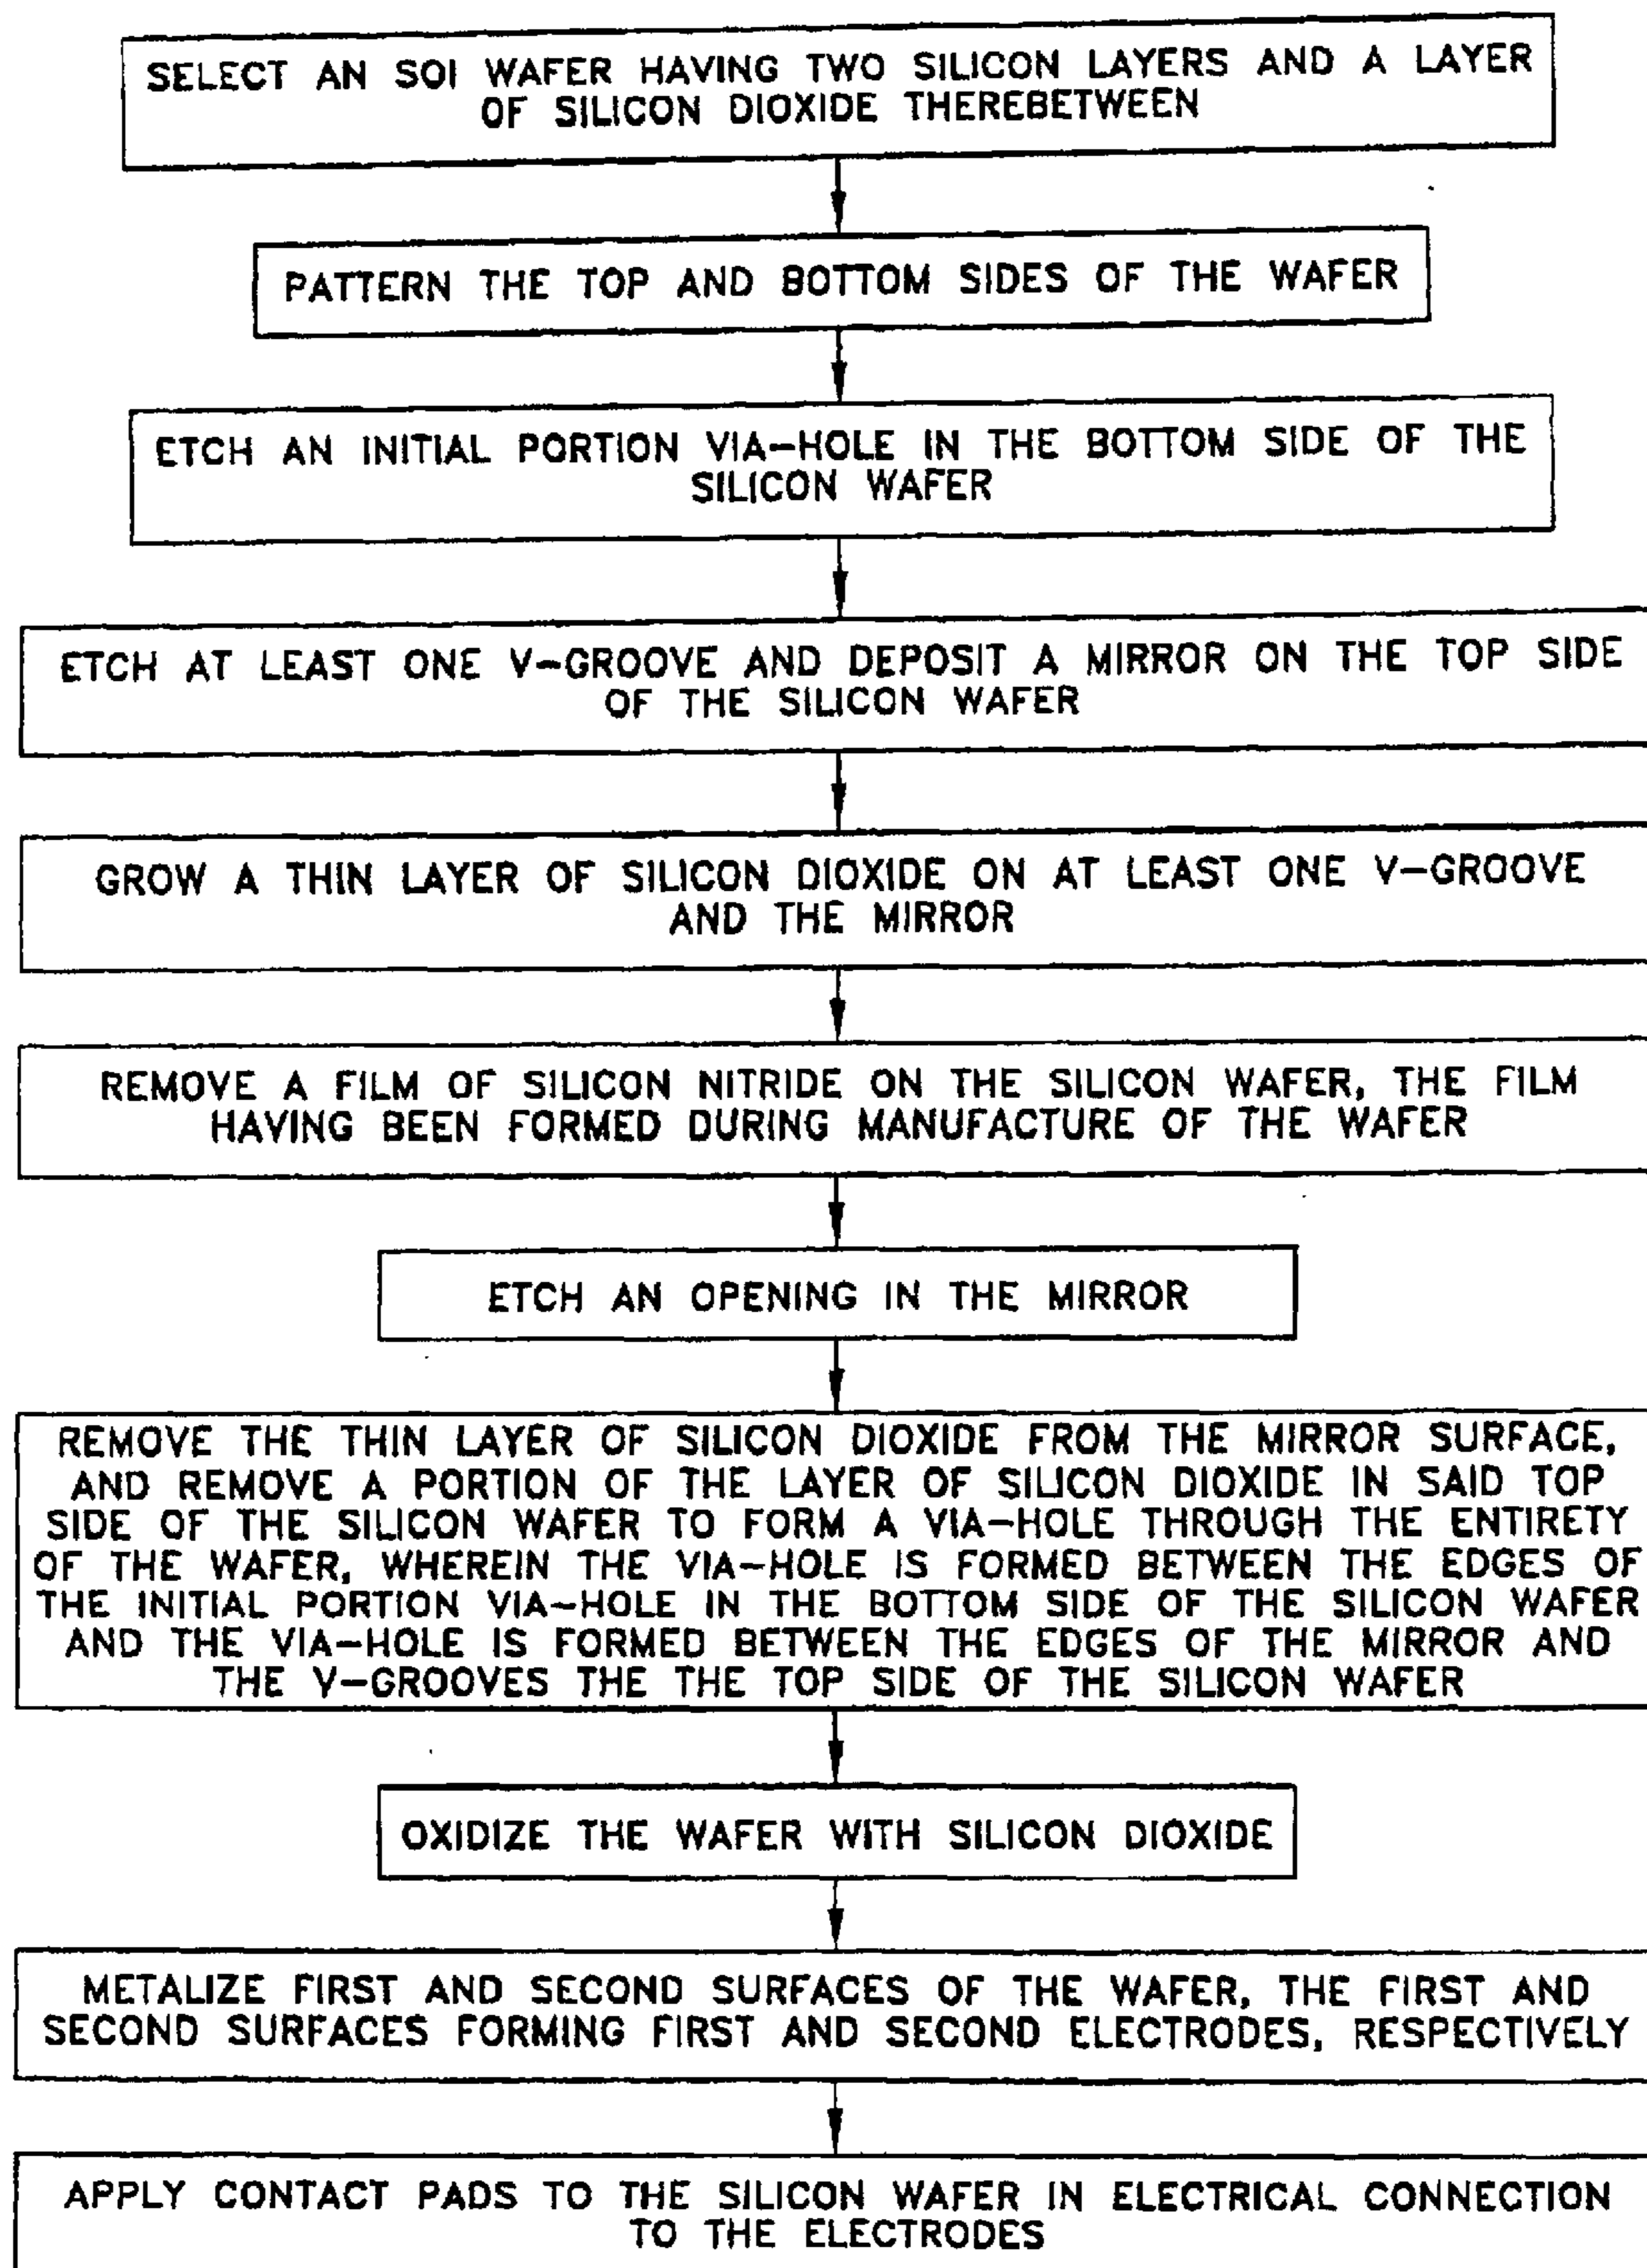 SELECT AN SOI WAFER HAVING TWO SILICON LAYERS AND A LAYER
OF SILICON DIOXIDE THEREBETWEEN
PATTERN THE TOP AND BOTTOM SIDES OF THE WAFER
ETCH AN INITIAL PORTION VIA-HOLE IN THE BOTTOM SIDE OF THE
SILICON WAFER
ETCH AT LEAST ONE V-GROOVE AND DEPOSIT A MIRROR ON THE TOP SIDE
OF THE SILICON WAFER
GROW A THIN LAYER OF SILICON DIOXIDE ON AT LEAST ONE V-GROOVE
AND THE MIRROR
REMOVE A FILM OF SILICON NITRIDE ON THE SILICON WAFER, THE FILM
HAVING BEEN FORMED DURING MANUFACTURE OF THE WAFER
ETCH AN OPENING IN THE MIRROR
REMOVE THE THIN LAYER OF SILICON DIOXIDE FROM THE MIRROR SURFACE,
AND REMOVE A PORTION OF THE LAYER OF SILICON DIOXIDE IN SAID TOP
SIDE OF THE SILICON WAFER TO FORM A VIA-HOLE THROUGH THE ENTIRETY
OF THE WAFER, WHEREIN THE VIA-HOLE IS FORMED BETWEEN THE EDGES OF
THE INITIAL PORTION VIA-HOLE IN THE BOTTOM SIDE OF THE SILICON WAFER
AND THE VIA-HOLE IS FORMED BETWEEN THE EDGES OF THE MIRROR AND
THE V-GROOVES THE THE TOP SIDE OF THE SILICON WAFER
OXIDIZE THE WAFER WITH SILICON DIOXIDE
METALIZE FIRST AND SECOND SURFACES OF THE WAFER, THE FIRST AND
SECOND SURFACES FORMING FIRST AND SECOND ELECTRODES, RESPECTIVELY
APPLY CONTACT PADS TO THE SILICON WAFER IN ELECTRICAL CONNECTION
TO THE ELECTRODES